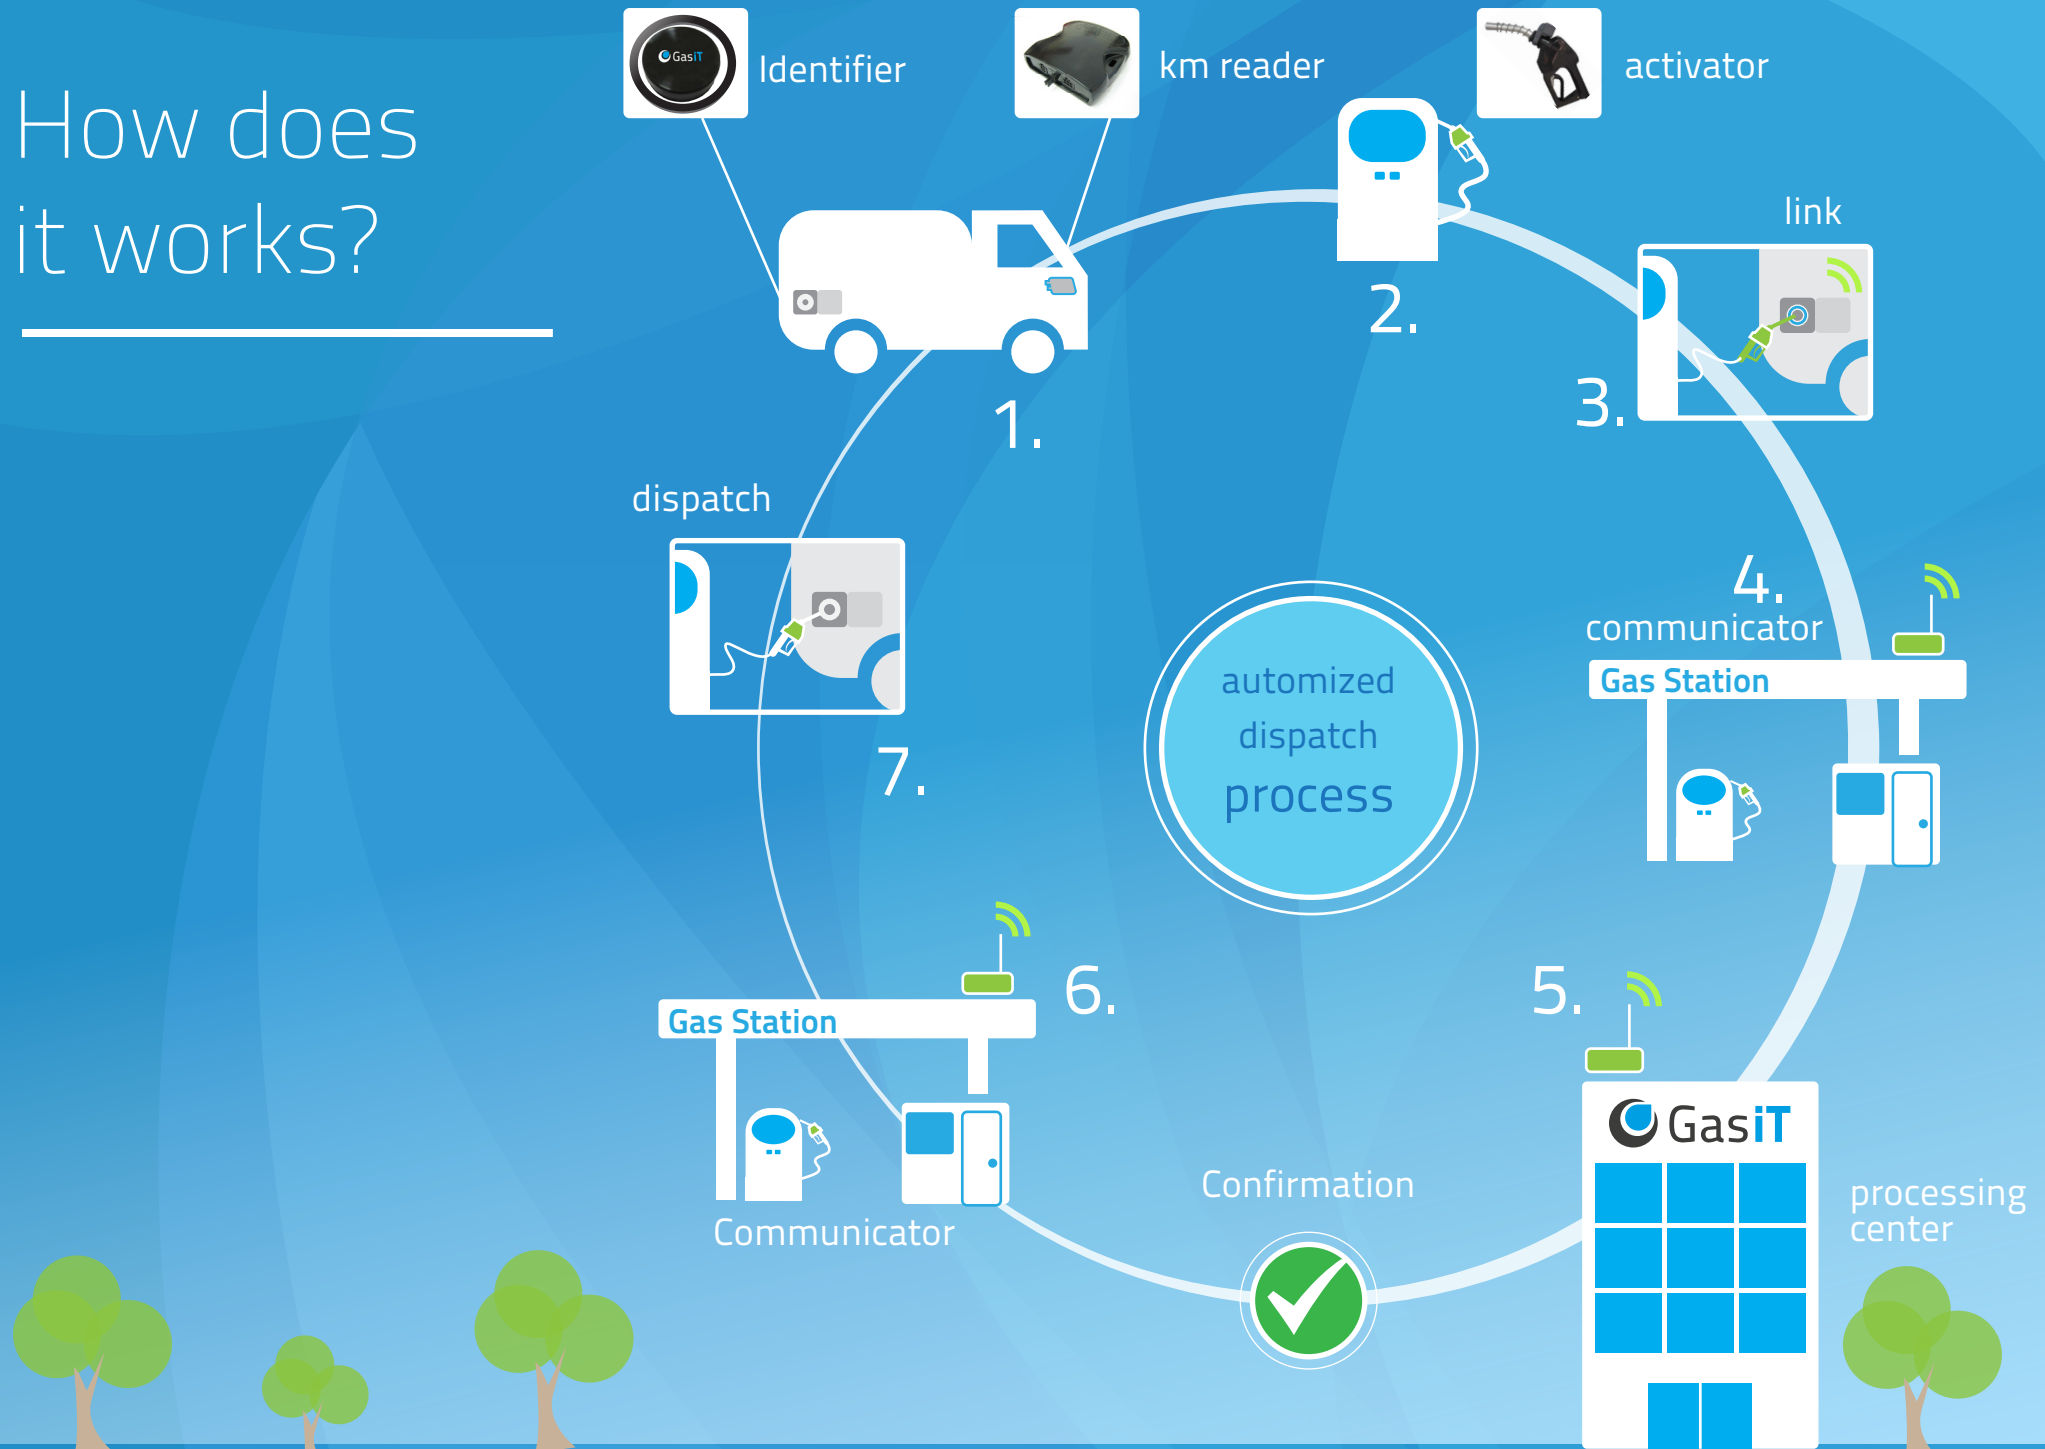 How does
it works?
GasiT
Identifier
km reader
activator
1.
2.
link
3.
4.
communicator
Gas Station
5.
GasiT
processing
center
Confirmation
6.
Gas Station
Communicator
dispatch
7.
automized
dispatch
process